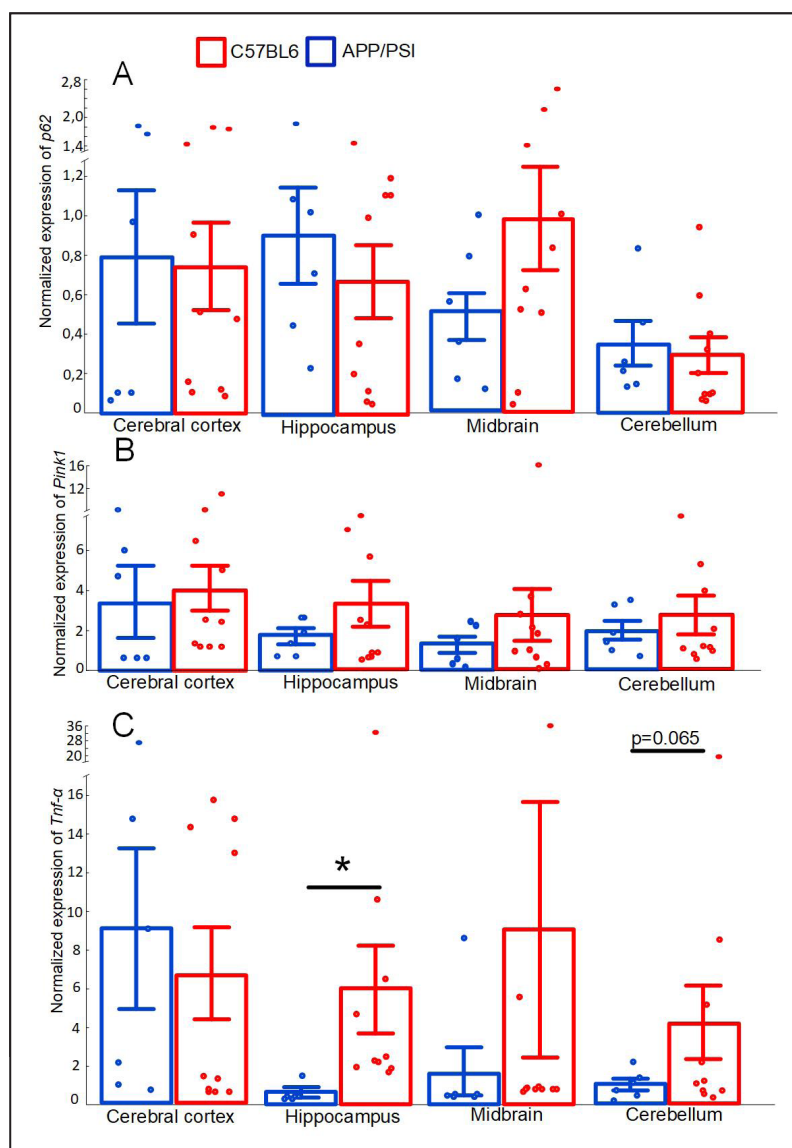 C57BL6 APP/PSI
A
Normalized expression of p62
2,8
2,0
1,4
1,2
1,0
0,8
0,6
0,4
0,2
0
Cerebral cortex Hippocampus Midbrain Cerebellum
B
Normalized expression of Pink1
16
12
6
4
2
0
Cerebral cortex Hippocampus Midbrain Cerebellum
C
Normalized expression of Tnf-α
36
28
20
16
14
12
10
8
6
4
2
0
p=0.065
*
Cerebral cortex Hippocampus Midbrain Cerebellum